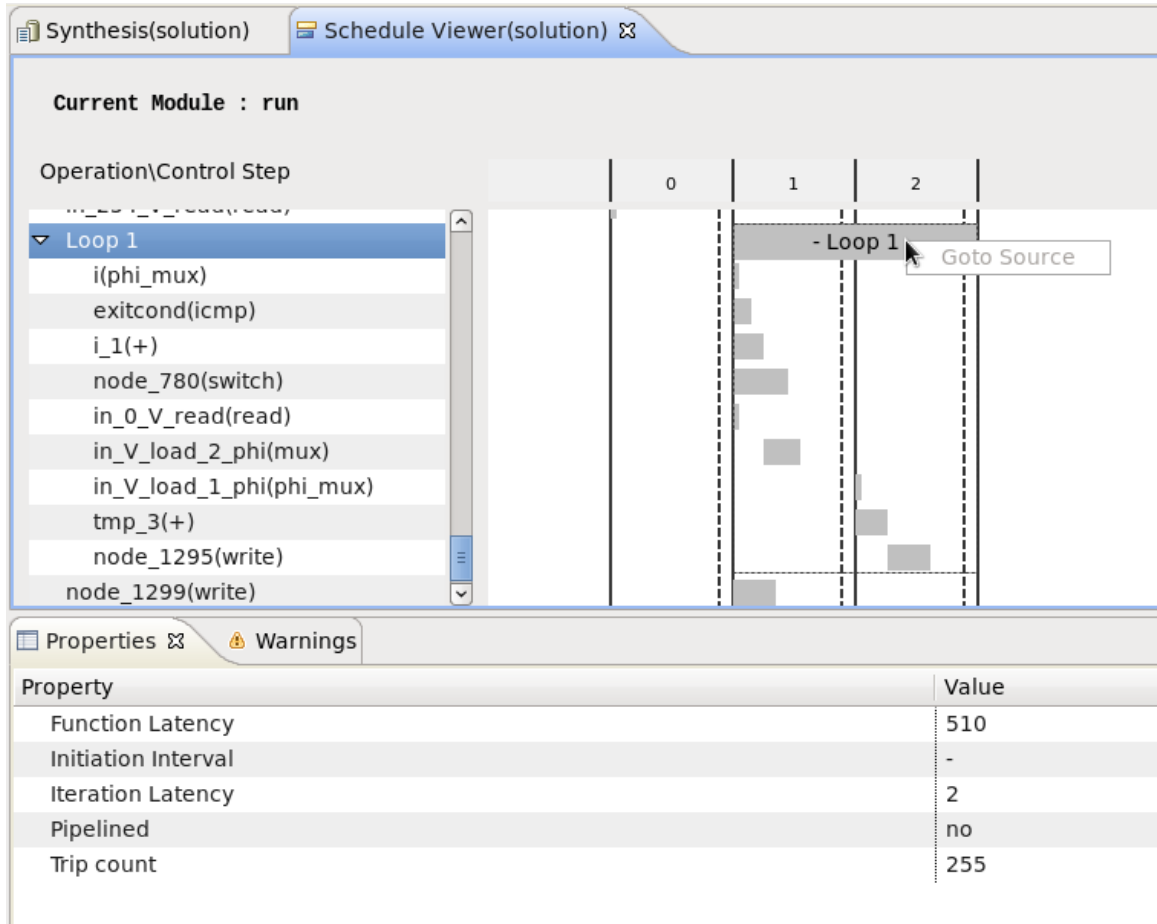 Synthesis(solution) Schedule Viewer(solution)
Current Module : run
Operation\Control Step
0 1 2
Loop 1
- Loop 1
Goto Source
i(phi_mux)
exitcond(icmp)
i_1(+)
node_780(switch)
in_0_V_read(read)
in_V_load_2_phi(mux)
in_V_load_1_phi(phi_mux)
tmp_3(+)
node_1295(write)
node_1299(write)
Properties Warnings
Property Value
Function Latency 510
Initiation Interval -
Iteration Latency 2
Pipelined no
Trip count 255